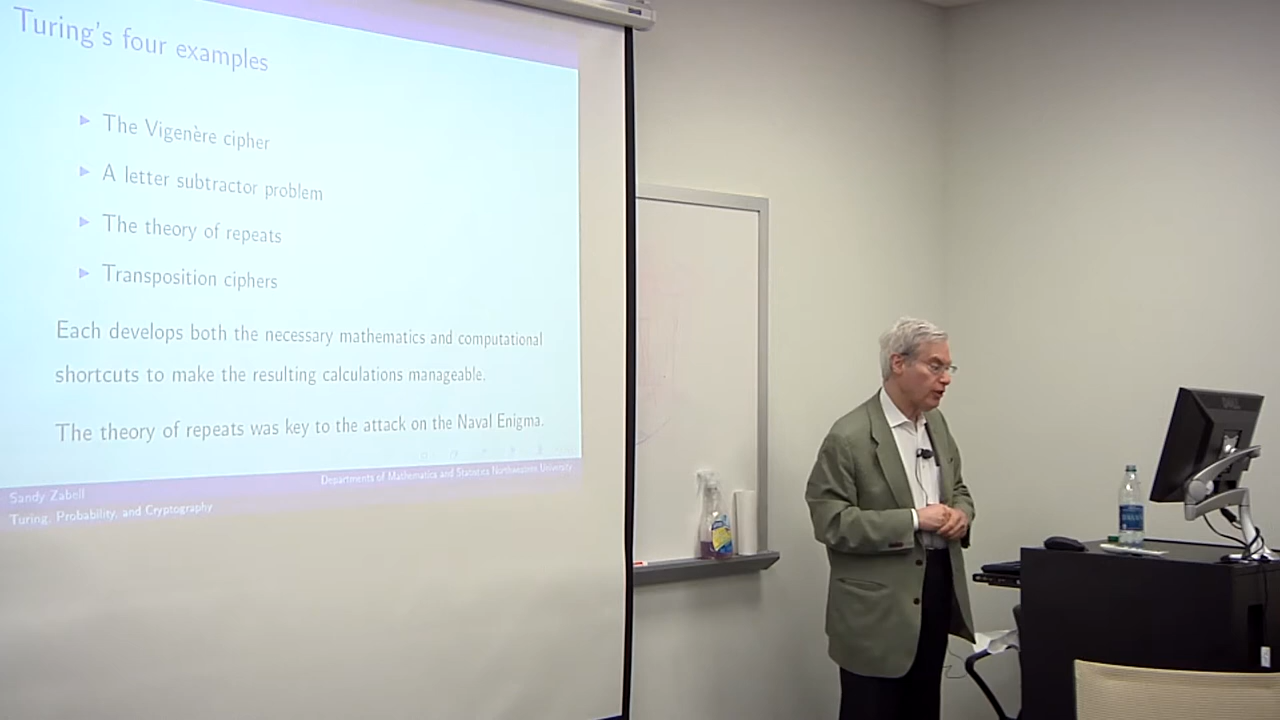 Turing's four examples
The Vigenère cipher
A letter subtractor problem
The theory of repeats
Transposition ciphers
Each develops both the necessary mathematics and computational
shortcuts to make the resulting calculations manageable.
The theory of repeats was key to the attack on the Naval Enigma.
Sandy Zabell
Departments of Mathematics and Statistics Northwestern University
Turing, Probability, and Cryptography
DELL